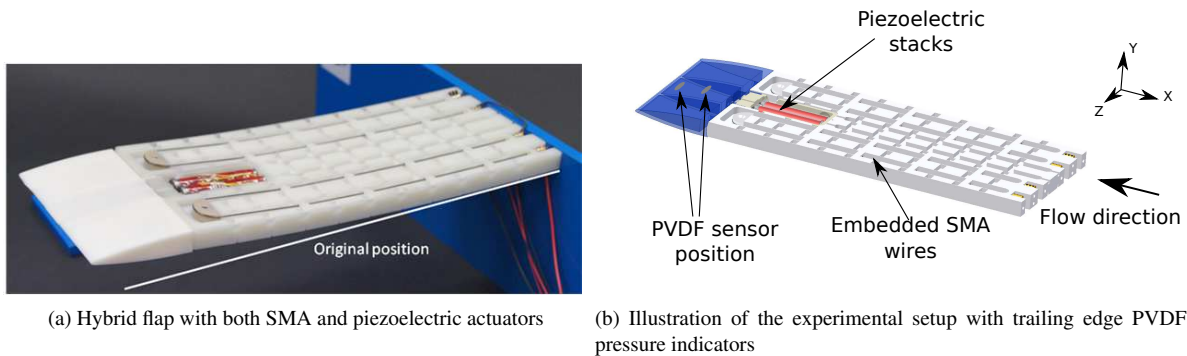 Original position
(a) Hybrid flap with both SMA and piezoelectric actuators
Piezoelectric
stacks
Y
X
Z
PVDF sensor
position
Embedded SMA
wires
Flow direction
(b) Illustration of the experimental setup with trailing edge PVDF
pressure indicators